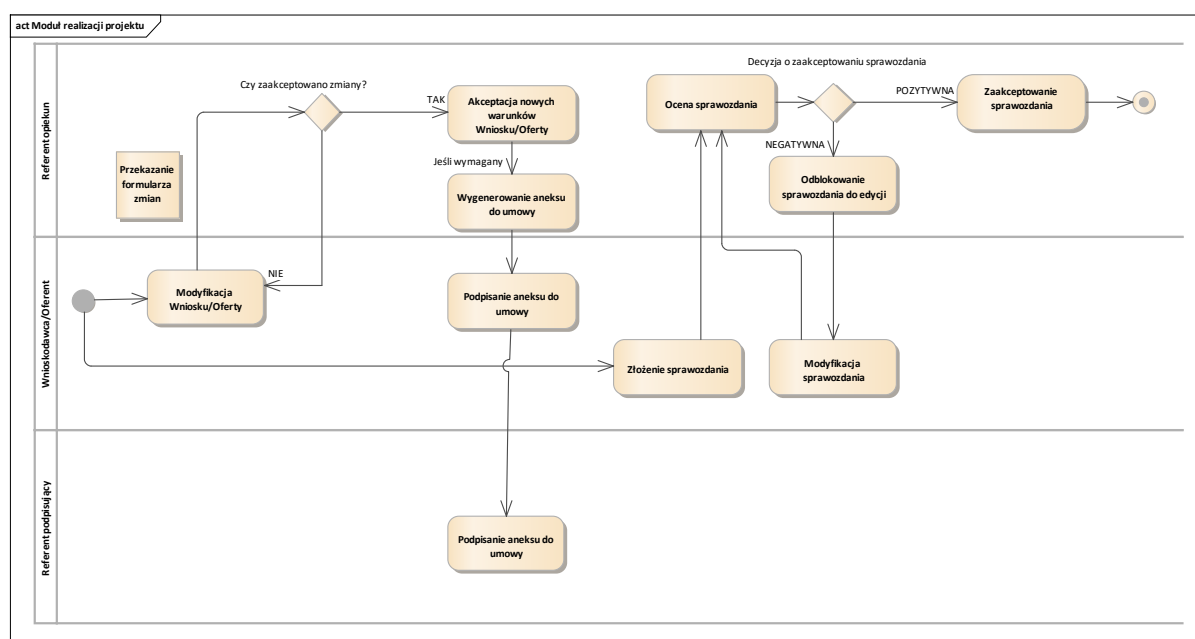 act Moduł realizacji projektu
Referent opiekun
Czy zaakceptowano zmiany?
TAK
Akceptacja nowych
warunków
Wniosku/Oferty
Jeśli wymagany
Przekazanie
formularza
zmian
Wygenerowanie aneksu
do umowy
Decyzja o zaakceptowaniu sprawozdania
Ocena sprawozdania
POZYTYWNA
Zaakceptowanie
sprawozdania
NEGATYWNA
Odblokowanie
sprawozdania do edycji
Wnioskodawca/Oferent
NIE
Modyfikacja
Wniosku/Oferty
Podpisanie aneksu do
umowy
Złożenie sprawozdania
Modyfikacja
sprawozdania
Referent podpisujący
Podpisanie aneksu do
umowy